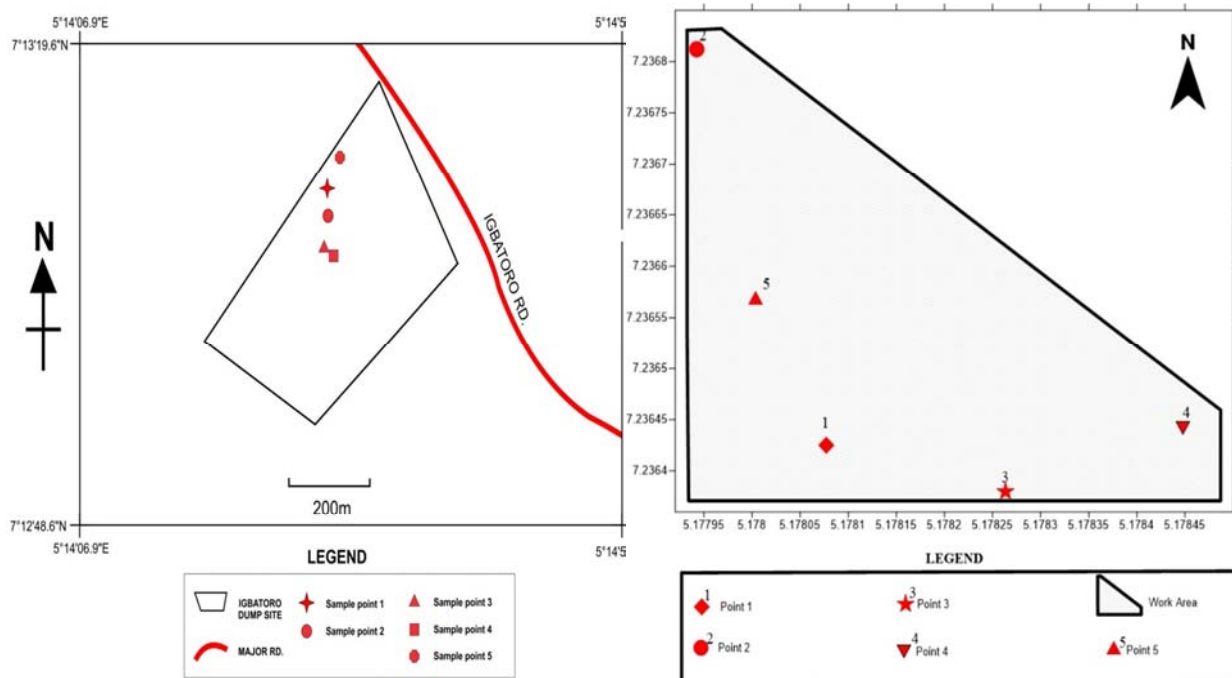 5°14'06.9"E
5°14'5
7°13'19.6"N
N
IGBATORO RD.
200m
7°12'48.6"N
5°14'06.9"E
5°14'5
LEGEND
IGBATORO
DUMP SITE
MAJOR RD.
Sample point 1
Sample point 2
Sample point 3
Sample point 4
Sample point 5
N
2
7.2368
7.23675
7.2367
7.23665
7.2366
5
7.23655
7.2365
7.23645
4
1
7.2364
3
5.17795
5.178
5.17805
5.1781
5.17815
5.1782
5.17825
5.1783
5.17835
5.1784
5.17845
LEGEND
1 Point 1
2 Point 2
3 Point 3
4 Point 4
Work Area
5 Point 5